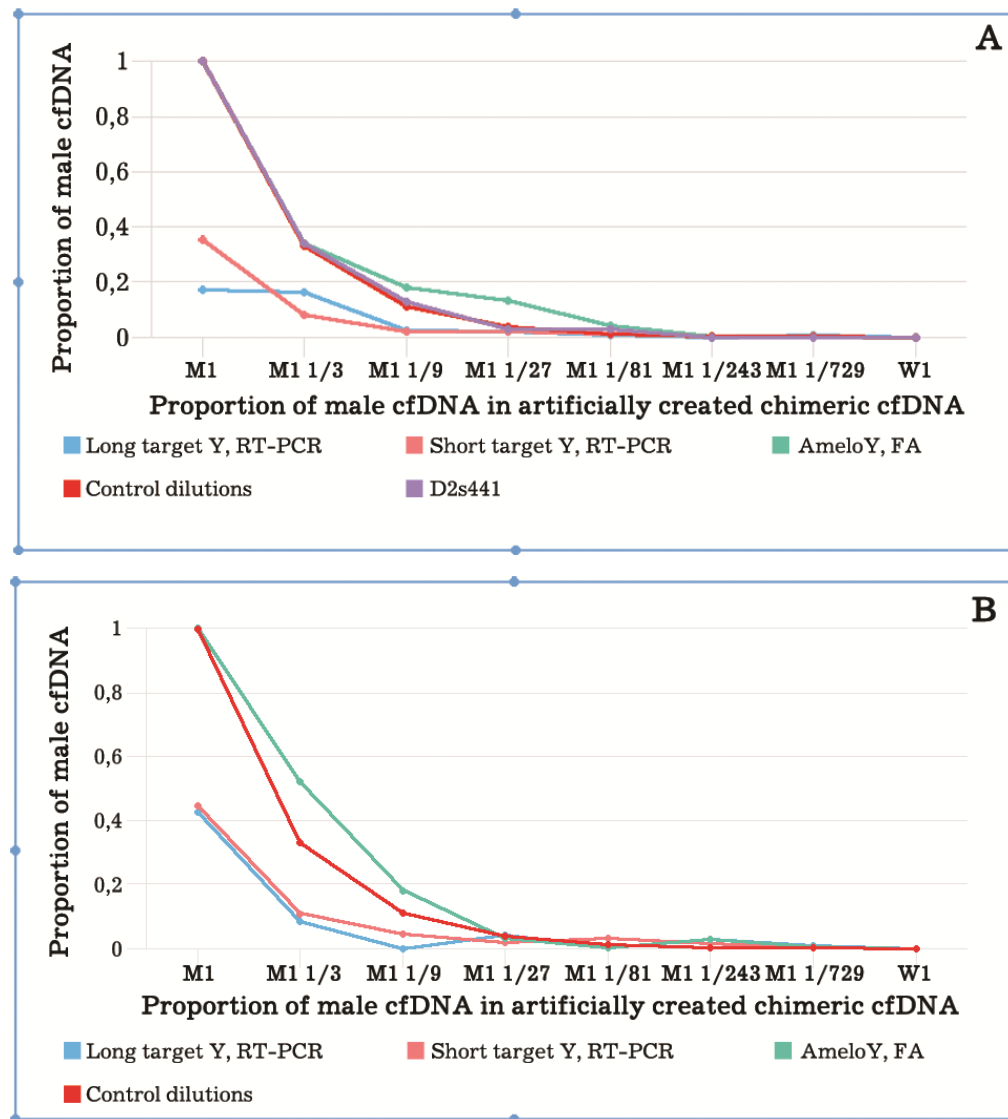 A
Proportion of male cfDNA
1
0,8
0,6
0,4
0,2
0
M1 M1 1/3 M1 1/9 M1 1/27 M1 1/81 M1 1/243 M1 1/729 W1
Proportion of male cfDNA in artificially created chimeric cfDNA
Long target Y, RT-PCR Short target Y, RT-PCR AmeloY, FA
Control dilutions D2s441
B
Proportion of male cfDNA
1
0,8
0,6
0,4
0,2
0
M1 M1 1/3 M1 1/9 M1 1/27 M1 1/81 M1 1/243 M1 1/729 W1
Proportion of male cfDNA in artificially created chimeric cfDNA
Long target Y, RT-PCR Short target Y, RT-PCR AmeloY, FA
Control dilutions